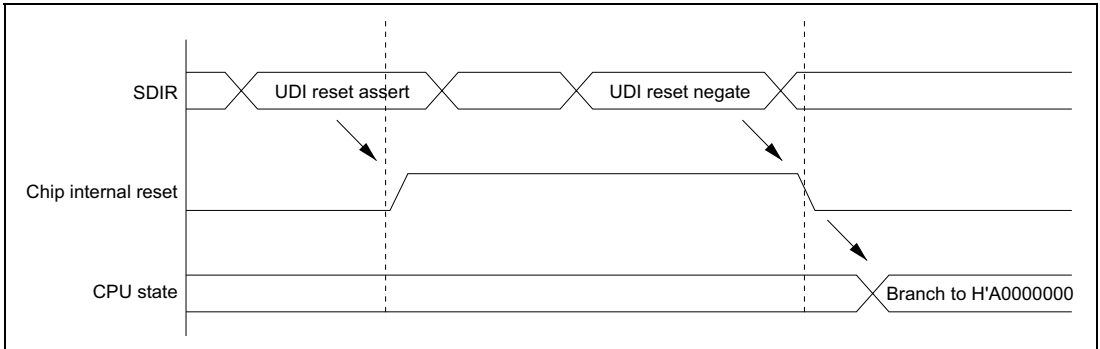 SDIR
UDI reset assert
UDI reset negate
Chip internal reset
CPU state
Branch to H'A0000000